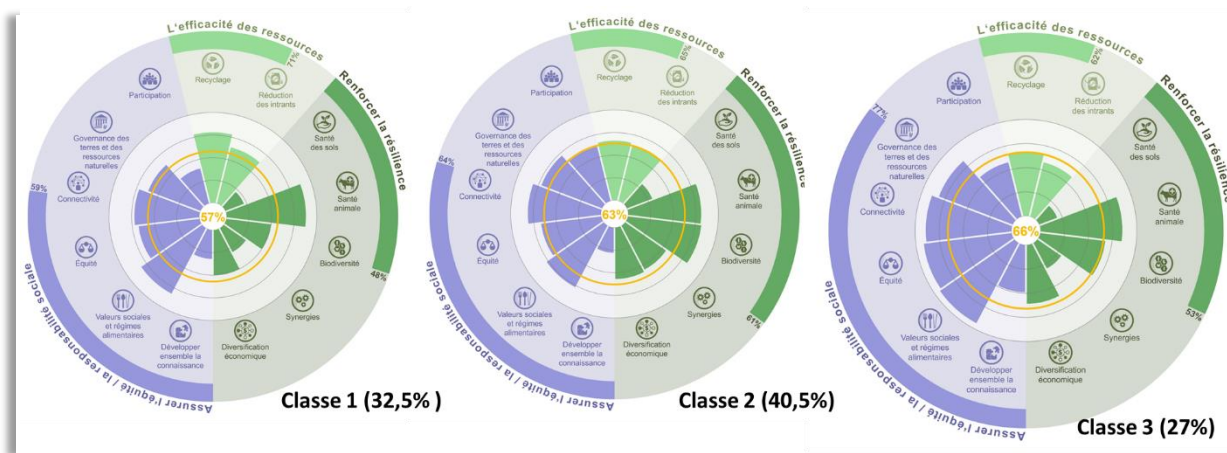 L'efficacité des ressources
71%
Recyclage
Réduction
des intrants
Renforcer la résilience
Santé
des sols
Santé
animale
Biodiversité
48%
Synergies
Diversification
économique
Développer
ensemble la
connaissance
Valeurs sociales
et régimes
alimentaires
Équité
Connectivité
59%
Governance des
terres et des
ressources
naturelles
Participation
57%
Assurer l'équité / la responsabilité sociale
Classe 1 (32,5% )
L'efficacité des ressources
65%
Recyclage
Réduction
des intrants
Renforcer la résilience
Santé
des sols
Santé
animale
Biodiversité
61%
Synergies
Diversification
économique
Développer
ensemble la
connaissance
Valeurs sociales
et régimes
alimentaires
Équité
Connectivité
64%
Governance des
terres et des
ressources
naturelles
Participation
63%
Assurer l'équité / la responsabilité sociale
Classe 2 (40,5%)
L'efficacité des ressources
62%
Recyclage
Réduction
des intrants
Renforcer la résilience
Santé
des sols
Santé
animale
Biodiversité
53%
Synergies
Diversification
économique
Développer
ensemble la
connaissance
Valeurs sociales
et régimes
alimentaires
Équité
Connectivité
77%
Governance des
terres et des
ressources
naturelles
Participation
66%
Assurer l'équité / la responsabilité sociale
Classe 3 (27%)